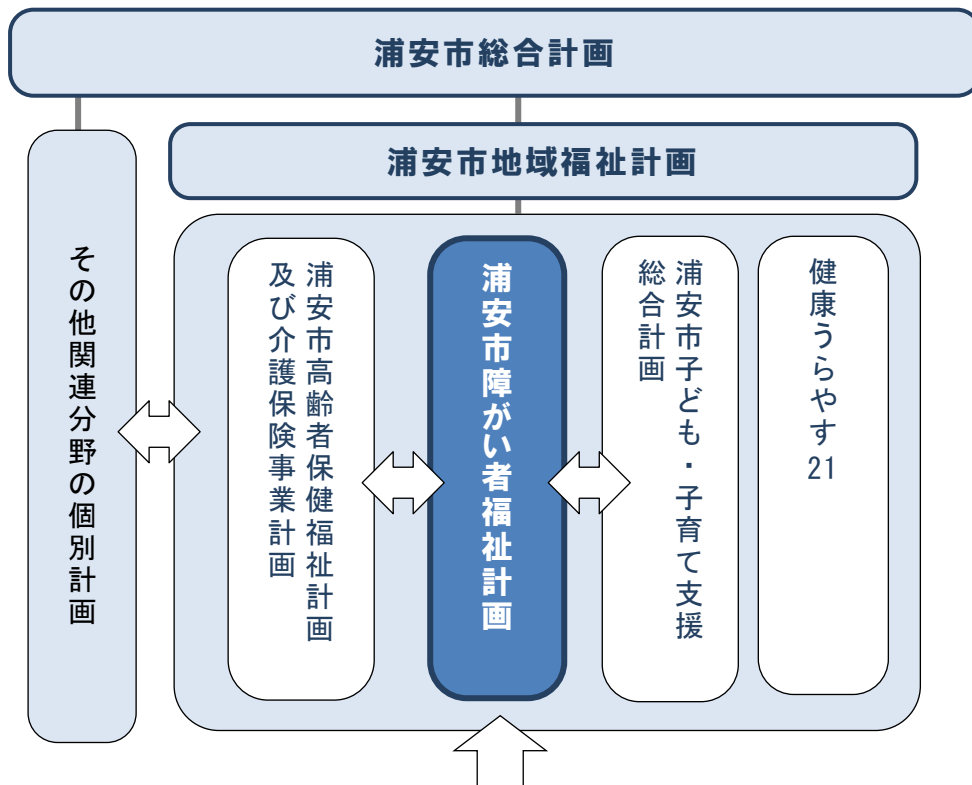 浦安市総合計画
浦安市地域福祉計画
その他関連分野の個別計画
浦安市高齢者保健福祉計画
及び介護保険事業計画
浦安市障がい者福祉計画
浦安市子ども・子育て支援
総合計画
健康うらやす21